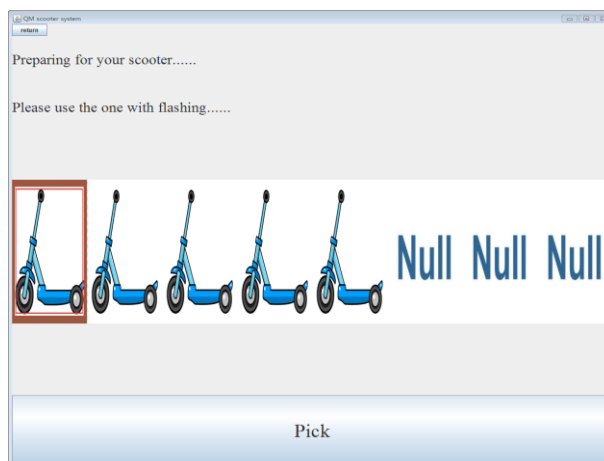 QM scooter system
return
Preparing for your scooter......
Please use the one with flashing......
Null Null Null
Pick